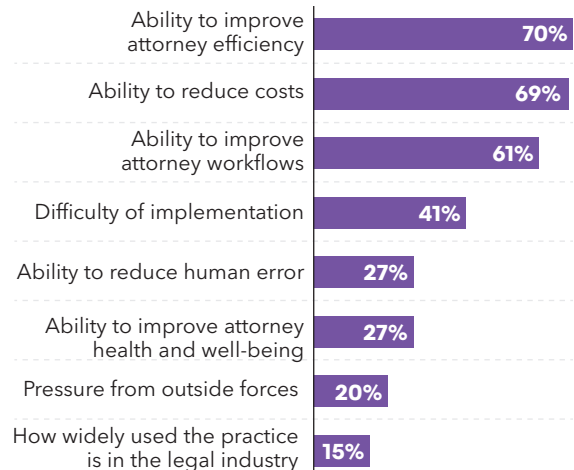 Ability to improve
attorney efficiency
70%
Ability to reduce costs
69%
Ability to improve
attorney workflows
61%
Difficulty of implementation
41%
Ability to reduce human error
27%
Ability to improve attorney
health and well-being
27%
Pressure from outside forces
20%
How widely used the practice
is in the legal industry
15%